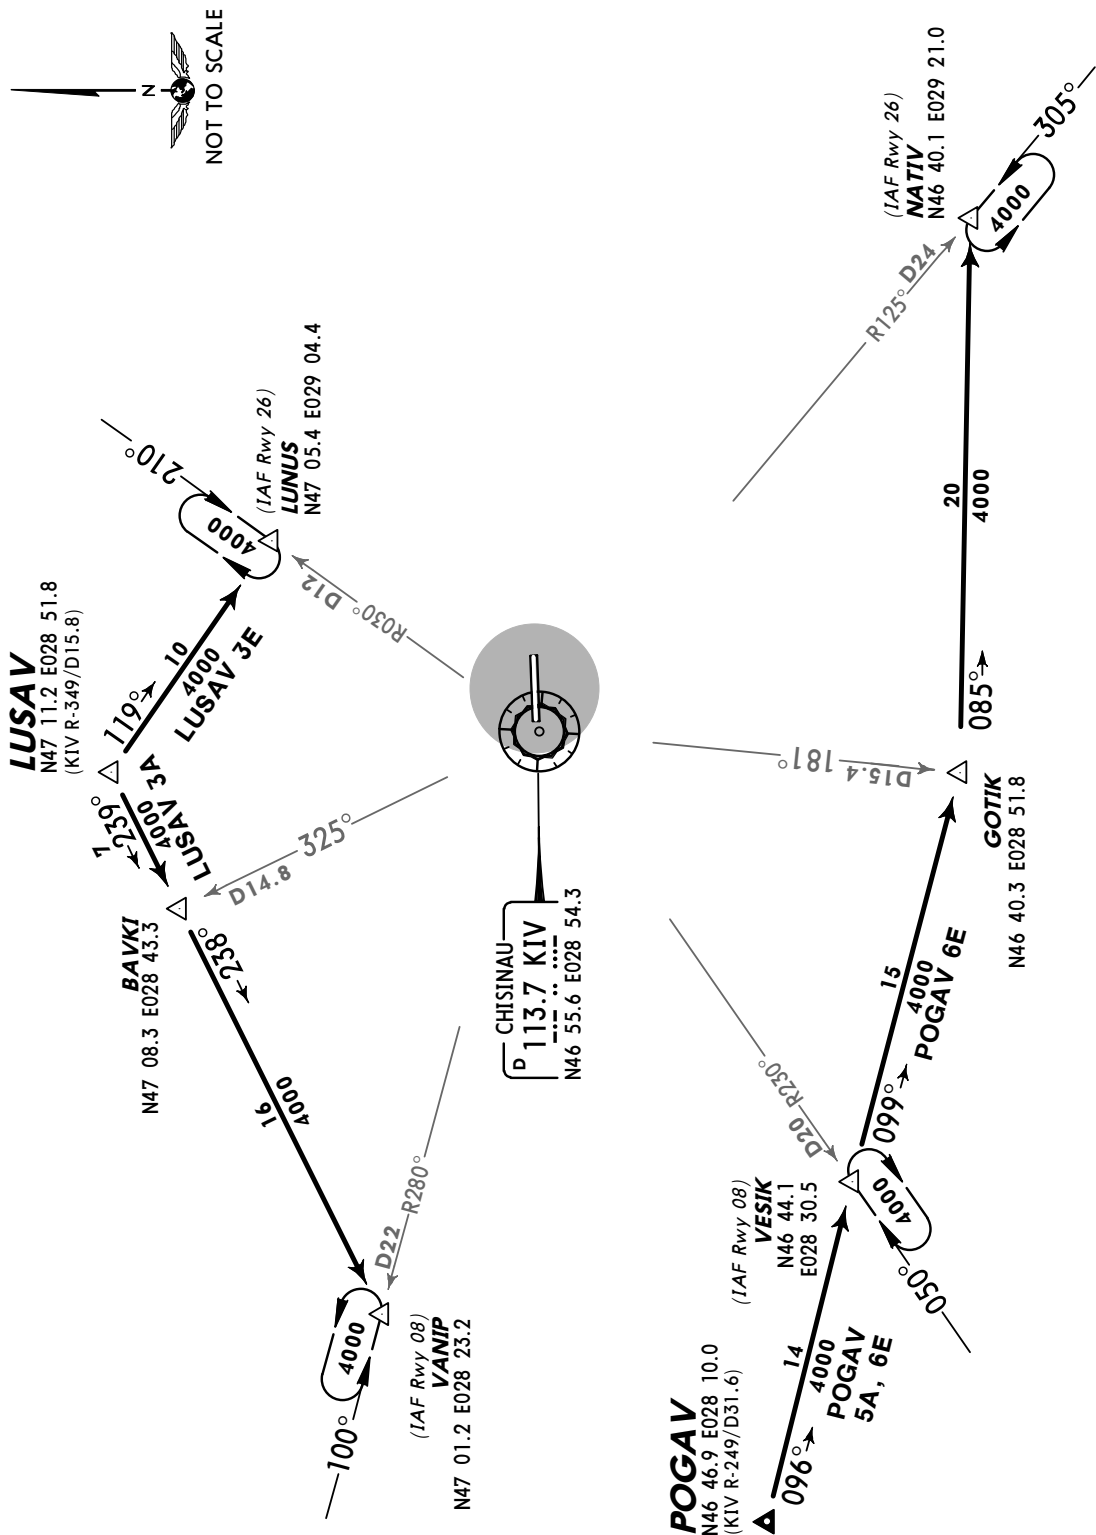 N
NOT TO SCALE
LUSAV
N47 11.2 E028 51.8
(KIV R-349/D15.8)
119°
10
4000
LUSAV 3E
7
239°
4000
LUSAV 3A
210°
4000
(IAF Rwy 26)
LUNUS
N47 05.4 E029 04.4
R030° D12
BAVKI
N47 08.3 E028 43.3
D14.8 325°
238°
16
4000
D22 R280°
100°
4000
(IAF Rwy 08)
VANIP
N47 01.2 E028 23.2
CHISINAU
D 113.7 KIV
N46 55.6 E028 54.3
D20 R230°
D15.4 181°
R125° D24
(IAF Rwy 26)
NATIV
N46 40.1 E029 21.0
305°
4000
20
4000
085°
GOTIK
N46 40.3 E028 51.8
15
4000
POGAV 6E
099°
(IAF Rwy 08)
VESIK
N46 44.1
E028 30.5
4000
050°
14
4000
POGAV
5A, 6E
096°
POGAV
N46 46.9 E028 10.0
(KIV R-249/D31.6)